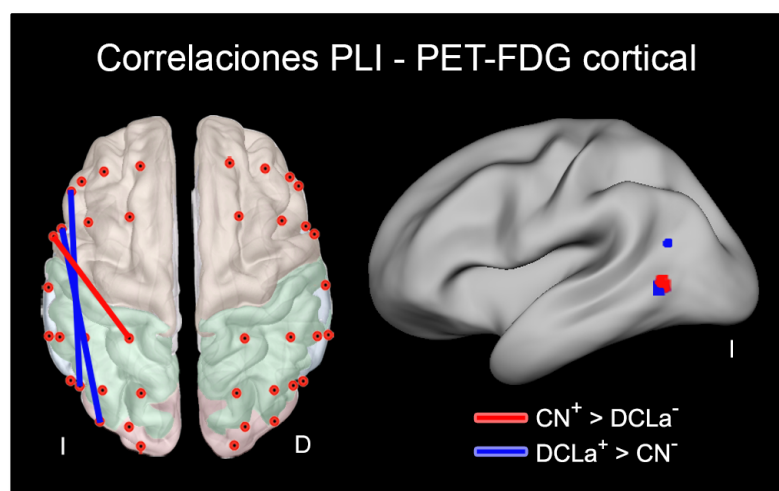 Correlaciones PLI - PET-FDG cortical
I
D
I
CN⁺ > DCLa⁻
DCLa⁺ > CN⁻